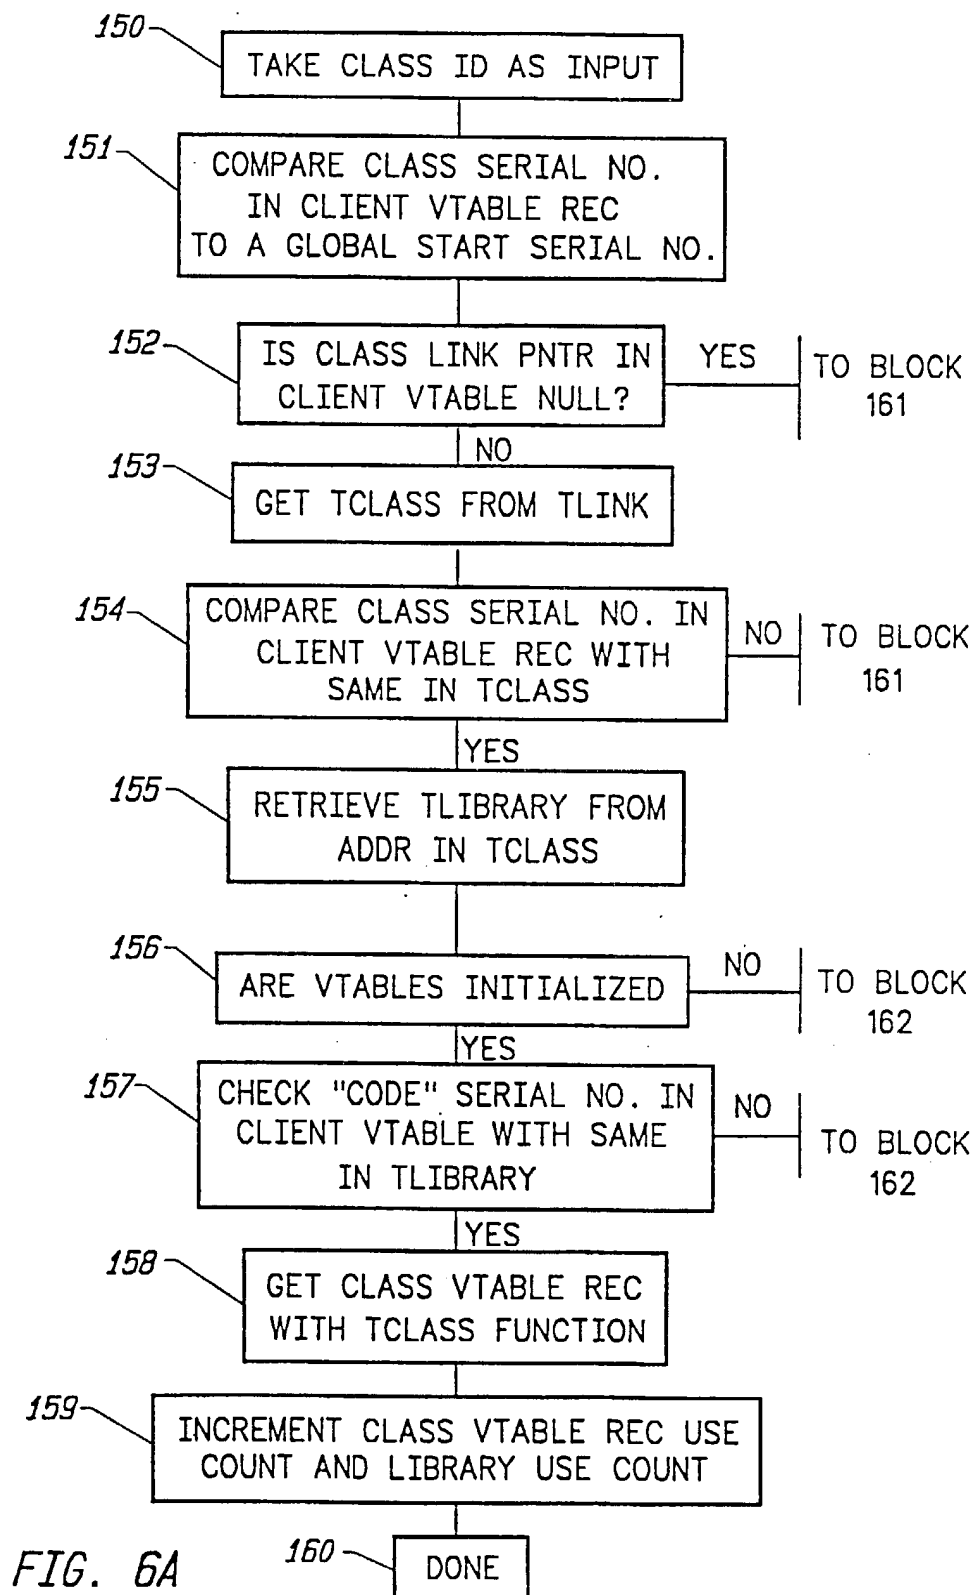 150
TAKE CLASS ID AS INPUT
151
COMPARE CLASS SERIAL NO.
IN CLIENT VTABLE REC
TO A GLOBAL START SERIAL NO.
152
IS CLASS LINK PNTR IN
CLIENT VTABLE NULL?
YES
TO BLOCK
161
NO
153
GET TCLASS FROM TLINK
154
COMPARE CLASS SERIAL NO. IN
CLIENT VTABLE REC WITH
SAME IN TCLASS
NO
TO BLOCK
161
YES
155
RETRIEVE TLIBRARY FROM
ADDR IN TCLASS
156
ARE VTABLES INITIALIZED
NO
TO BLOCK
162
YES
157
CHECK "CODE" SERIAL NO. IN
CLIENT VTABLE WITH SAME
IN TLIBRARY
NO
TO BLOCK
162
YES
158
GET CLASS VTABLE REC
WITH TCLASS FUNCTION
159
INCREMENT CLASS VTABLE REC USE
COUNT AND LIBRARY USE COUNT
160
DONE
FIG. 6A